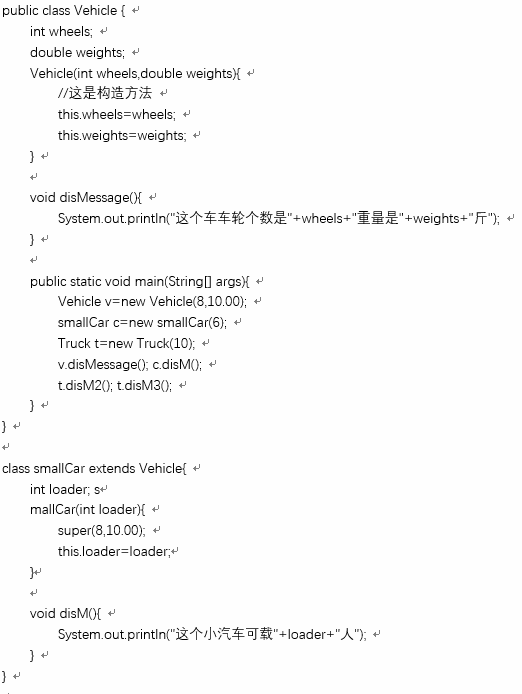 public class Vehicle {
int wheels;
double weights;
Vehicle(int wheels,double weights){
//这是构造方法
this.wheels=wheels;
this.weights=weights;
}
void disMessage(){
System.out.println("这个车车轮个数是"+wheels+"重量是"+weights+"斤");
}
public static void main(String[] args){
Vehicle v=new Vehicle(8,10.00);
smallCar c=new smallCar(6);
Truck t=new Truck(10);
v.disMessage(); c.disM();
t.disM2(); t.disM3();
}
}
class smallCar extends Vehicle{
int loader; s
mallCar(int loader){
super(8,10.00);
this.loader=loader;
}
void disM(){
System.out.println("这个小汽车可载"+loader+"人");
}
}